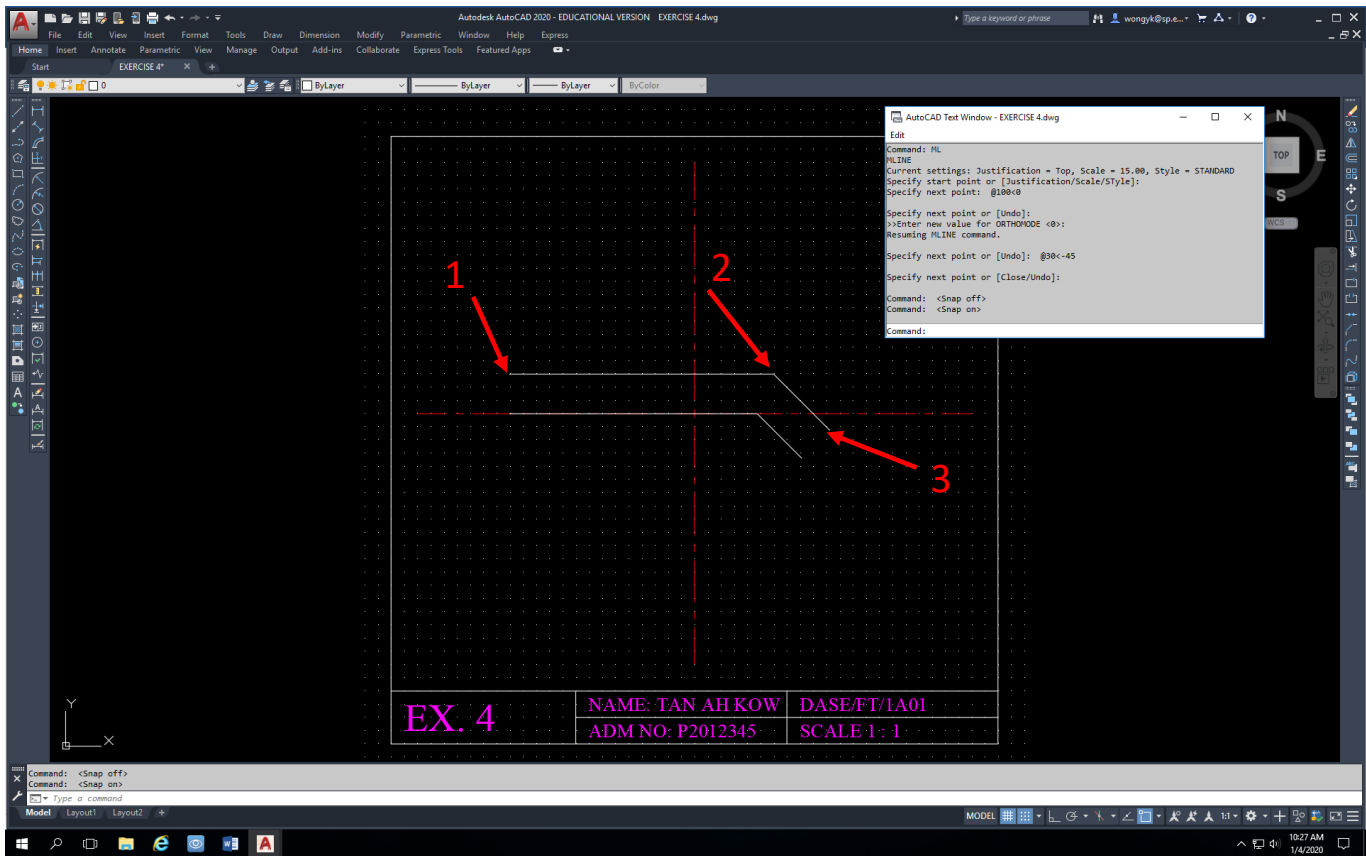 Autodesk AutoCAD 2020 - EDUCATIONAL VERSION EXERCISE 4.dwg
Type a keyword or phrase
wongyk@sp.e...
File Edit View Insert Format Tools Draw Dimension Modify Parametric Window Help Express
Home Insert Annotate Parametric View Manage Output Add-ins Collaborate Express Tools Featured Apps
Start EXERCISE 4*
0 ByLayer ByLayer ByLayer ByColor
AutoCAD Text Window - EXERCISE 4.dwg
Edit
Command: ML
MLINE
Current settings: Justification = Top, Scale = 15.00, Style = STANDARD
Specify start point or [Justification/Scale/STyle]:
Specify next point: @100<0
Specify next point or [Undo]:
>>Enter new value for ORTHOMODE <0>:
Resuming MLINE command.
Specify next point or [Undo]: @30<-45
Specify next point or [Close/Undo]:
Command: <Snap off>
Command: <Snap on>
Command:
N
TOP
E
S
WCS
1
2
3
EX. 4
NAME: TAN AH KOW
DASE/FT/1A01
ADM NO: P2012345
SCALE 1 : 1
Y
X
Command: <Snap off>
Command: <Snap on>
Type a command
Model Layout1 Layout2 +
MODEL
1:1
10:27 AM
1/4/2020